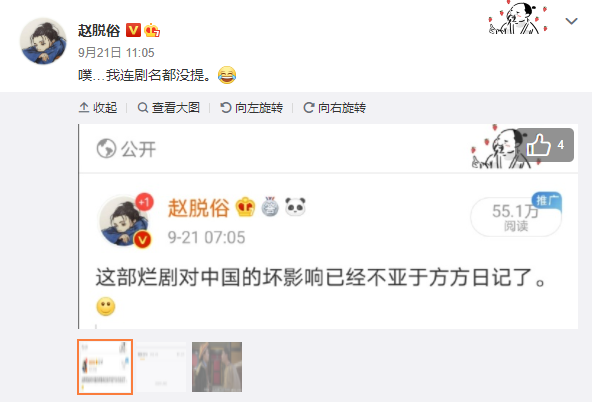 赵脱俗
9月21日 11:05
噗...我连剧名都没提。😂
收起 查看大图 向左旋转 向右旋转
公开
4
赵脱俗
+1
推广
55.1万
阅读
9-21 07:05
这部烂剧对中国的坏影响已经不亚于方方日记了。